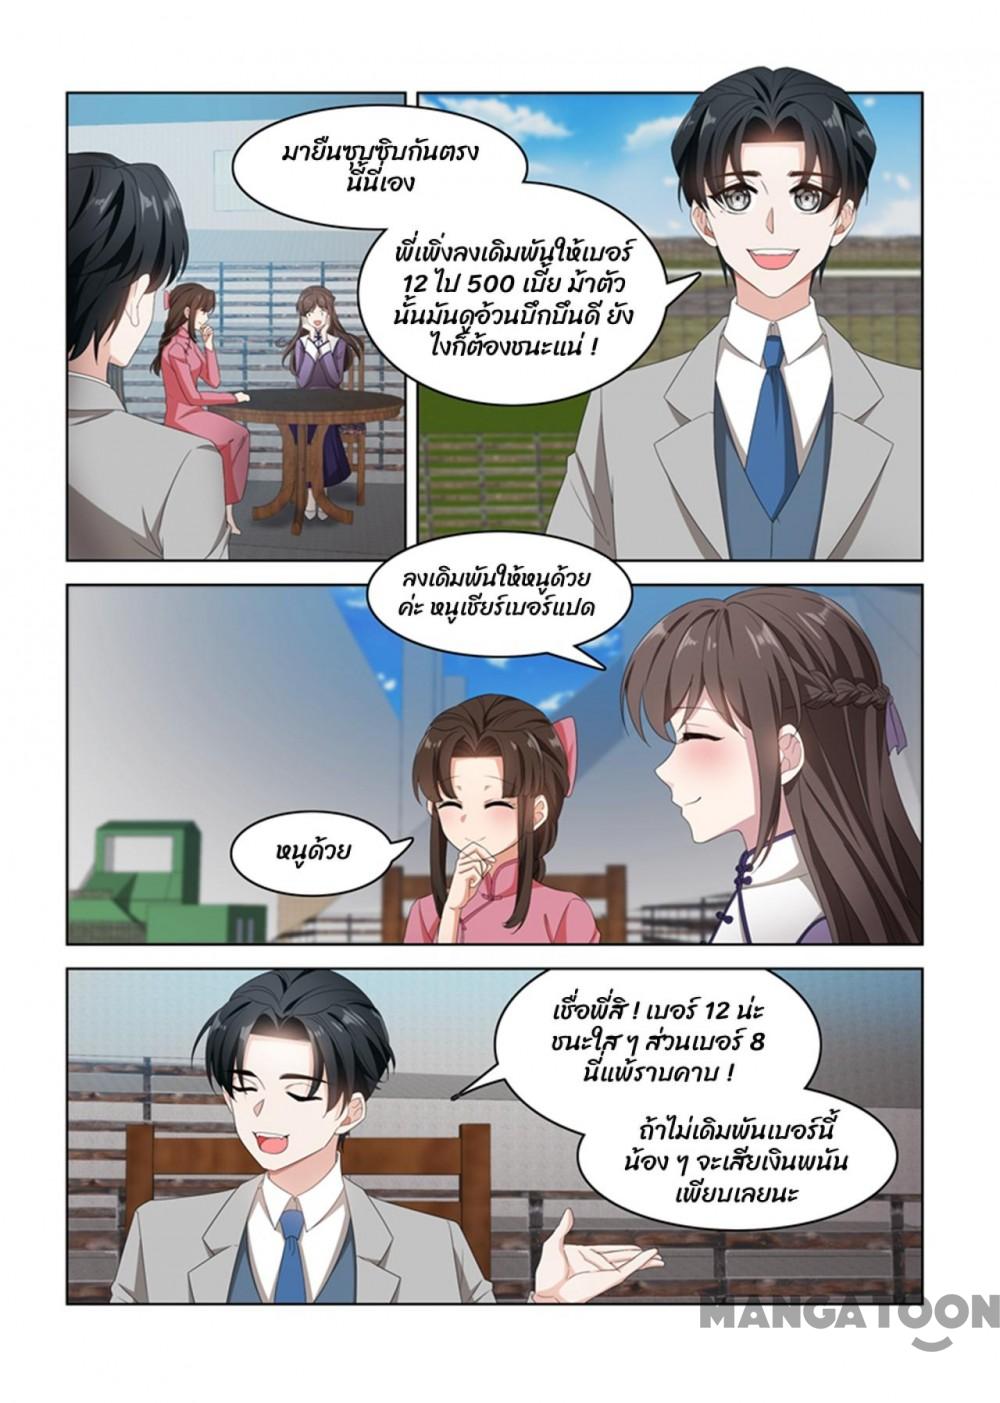 มายืนซุบซิบกันตรง
นี้นี่เอง
พี่เพิ่งลงเดิมพันให้เบอร์
12 ไป 500 เบี้ย ม้าตัว
นั้นมันดูอ้วนบึกบึนดี ยัง
ไงก็ต้องชนะแน่ !
ลงเดิมพันให้หนูด้วย
ค่ะ หนูเชียร์เบอร์แปด
หนูด้วย
เชื่อพี่สิ ! เบอร์ 12 น่ะ
ชนะใส ๆ ส่วนเบอร์ 8
นี่แพ้ราบคาบ !
ถ้าไม่เดิมพันเบอร์นี้
น้อง ๆ จะเสียเงินพนัน
เพียบเลยนะ
MANGATOON